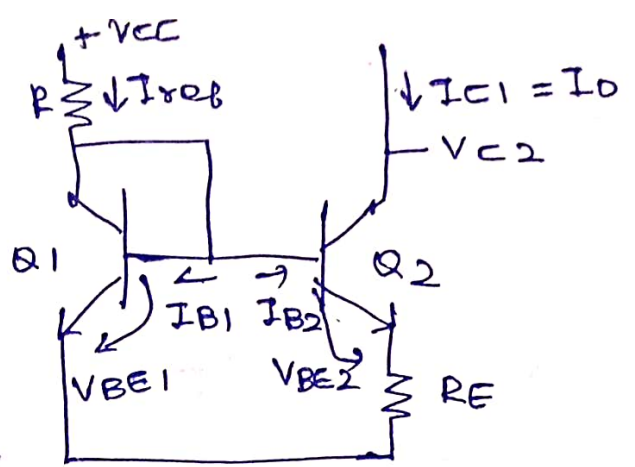 + VCC
R
↓ Iref
↓ IC1 = IO
VC2
Q1
Q2
← →
IB1 IB2
VBE1
VBE2
RE